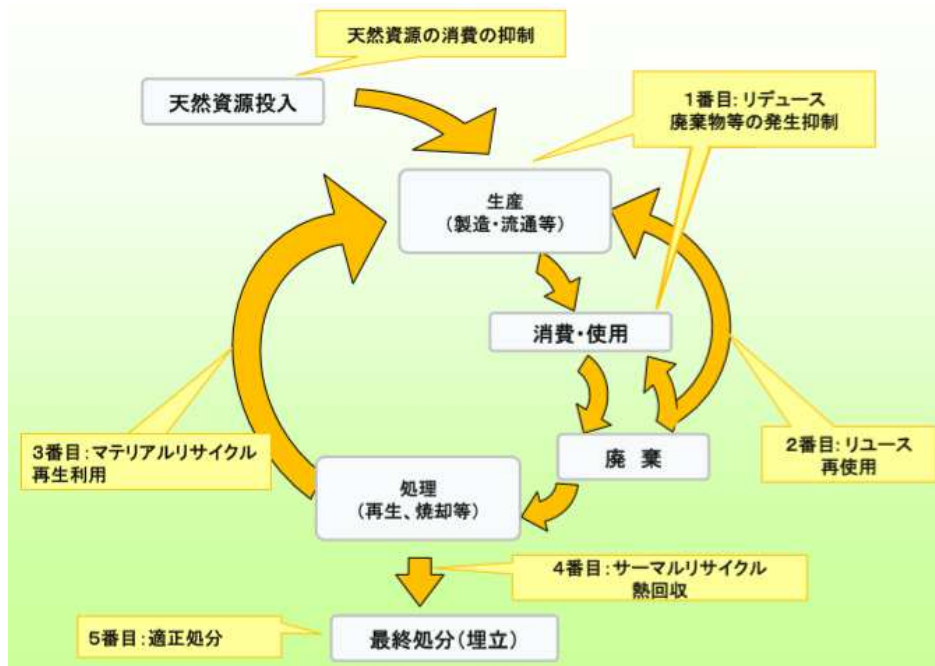 天然資源の消費の抑制
天然資源投入
1番目:リデュース
廃棄物等の発生抑制
生産
(製造・流通等)
消費・使用
3番目:マテリアルリサイクル
再生利用
廃 棄
2番目:リユース
再使用
処理
(再生、焼却等)
4番目:サーマルリサイクル
熱回収
5番目:適正処分
最終処分(埋立)